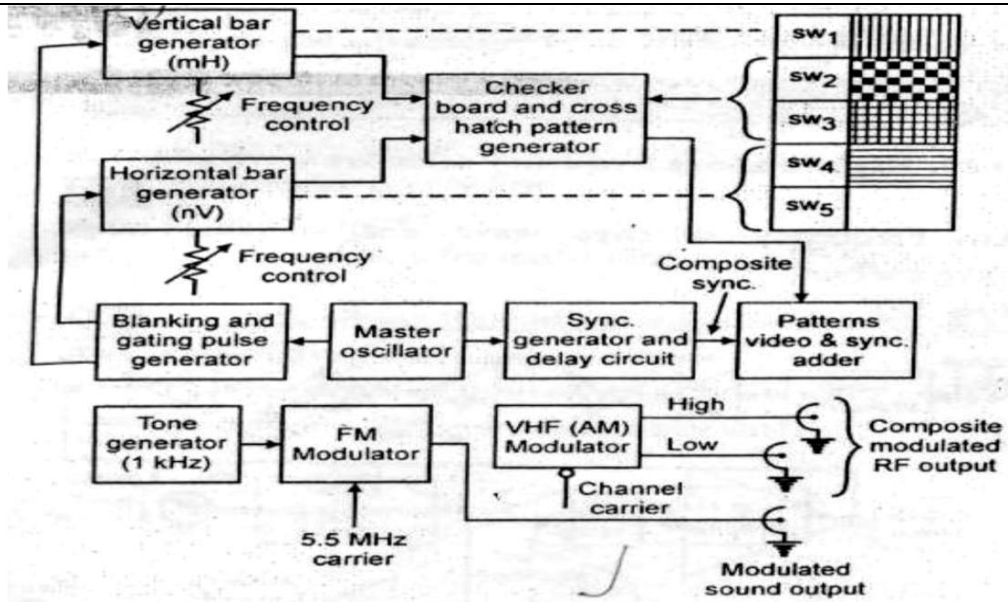 Vertical bar
generator
(mH)
Frequency
control
Horizontal bar
generator
(nV)
Frequency
control
Checker
board and cross
hatch pattern
generator
sw1
sw2
sw3
sw4
sw5
Composite
sync.
Blanking and
gating pulse
generator
Master
oscillator
Sync.
generator and
delay circuit
Patterns
video & sync.
adder
Tone
generator
(1 kHz)
FM
Modulator
5.5 MHz
carrier
VHF (AM)
Modulator
High
Low
Channel
carrier
Composite
modulated
RF output
Modulated
sound output